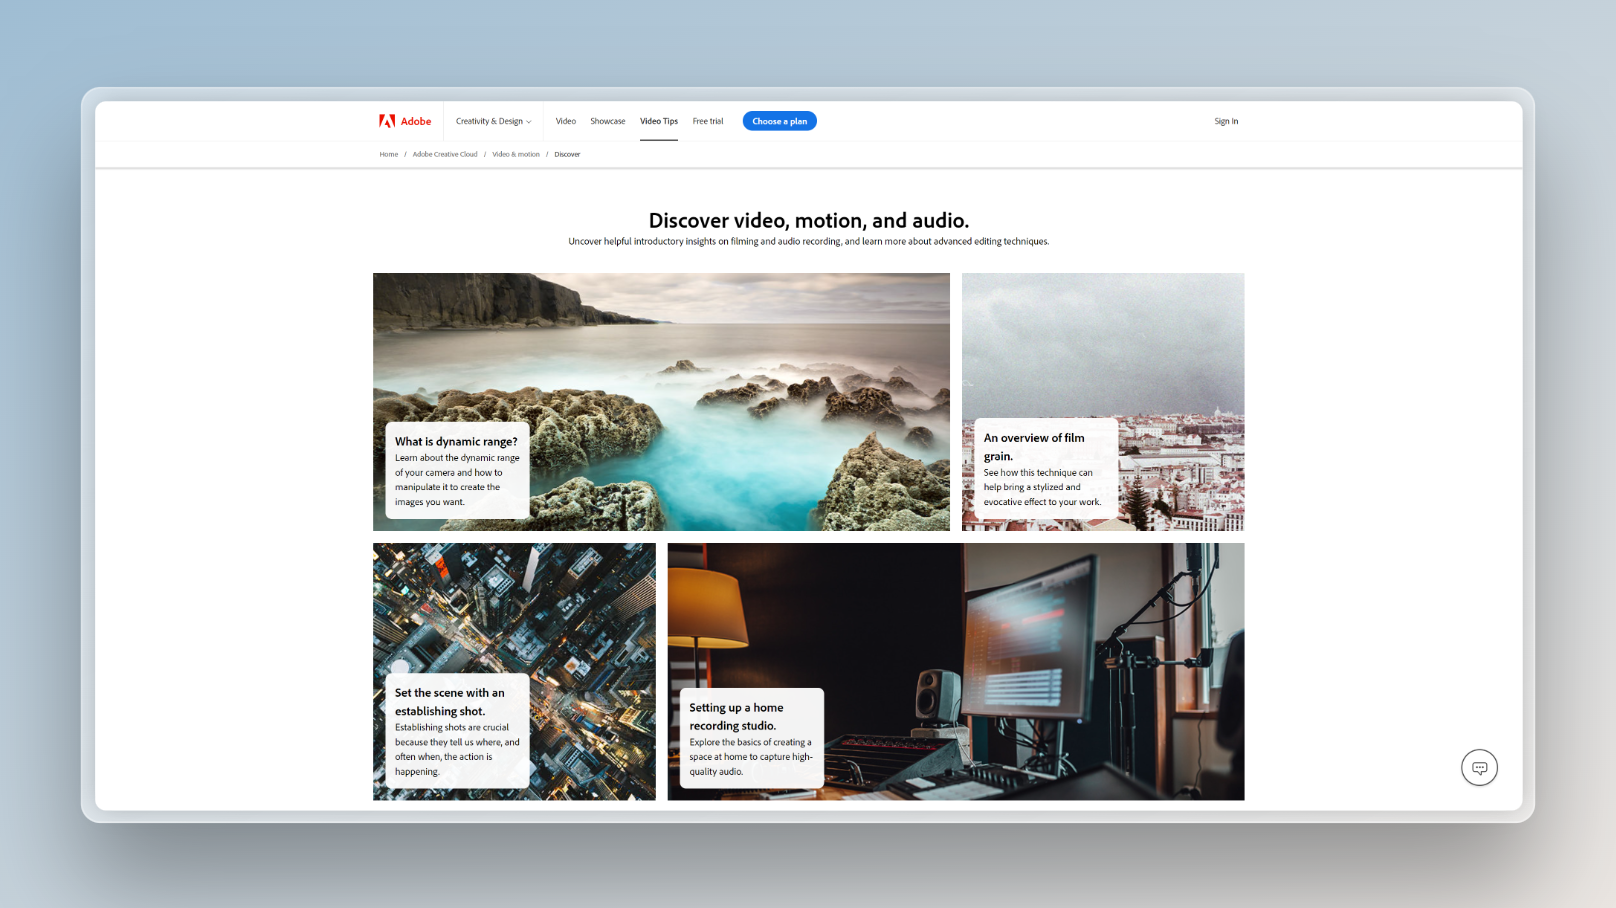 Adobe
Creativity & Design
Video
Showcase
Video Tips
Free trial
Choose a plan
Sign In
Home / Adobe Creative Cloud / Video & motion / Discover
Discover video, motion, and audio.
Uncover helpful introductory insights on filming and audio recording, and learn more about advanced editing techniques.
What is dynamic range?
Learn about the dynamic range
of your camera and how to
manipulate it to create the
images you want.
An overview of film
grain.
See how this technique can
help bring a stylized and
evocative effect to your work.
Set the scene with an
establishing shot.
Establishing shots are crucial
because they tell us where, and
often when, the action is
happening.
Setting up a home
recording studio.
Explore the basics of creating a
space at home to capture high-
quality audio.